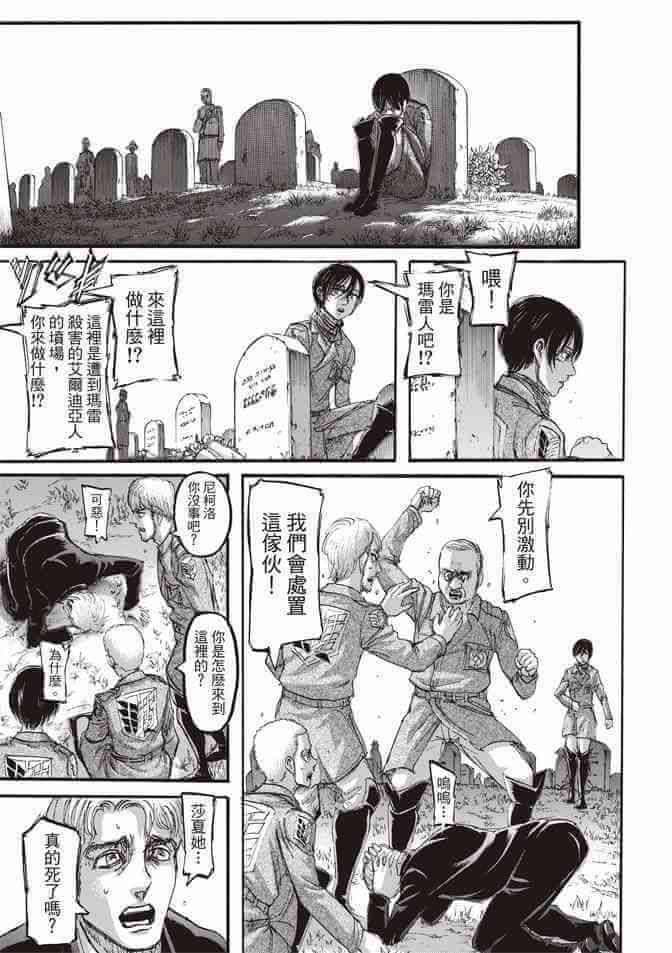 喂！
你是
瑪雷人吧!?
來這裡
做什麼!?
這裡是遭到瑪雷
殺害的艾爾迪亞人
的墳場，
你來做什麼!?
你先別激動。
我們會處置
這傢伙！
嗚嗚…
尼柯洛
你沒事吧？
可惡！
你是怎麼來到
這裡的？
為什麼。
莎夏她…
真的死了嗎？